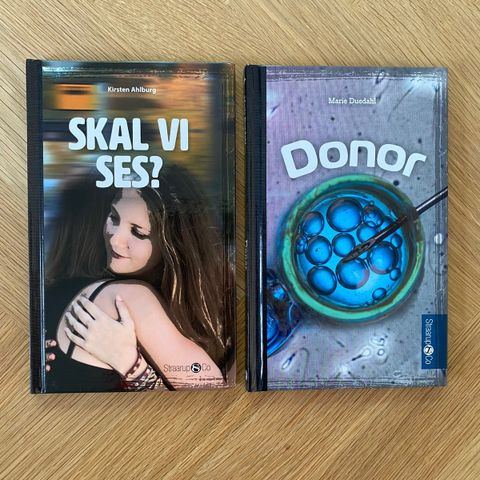 Kirsten Ahlburg
SKAL VI
SES?
Straarup & Co
Marie Duedahl
Donor
Straarup & Co